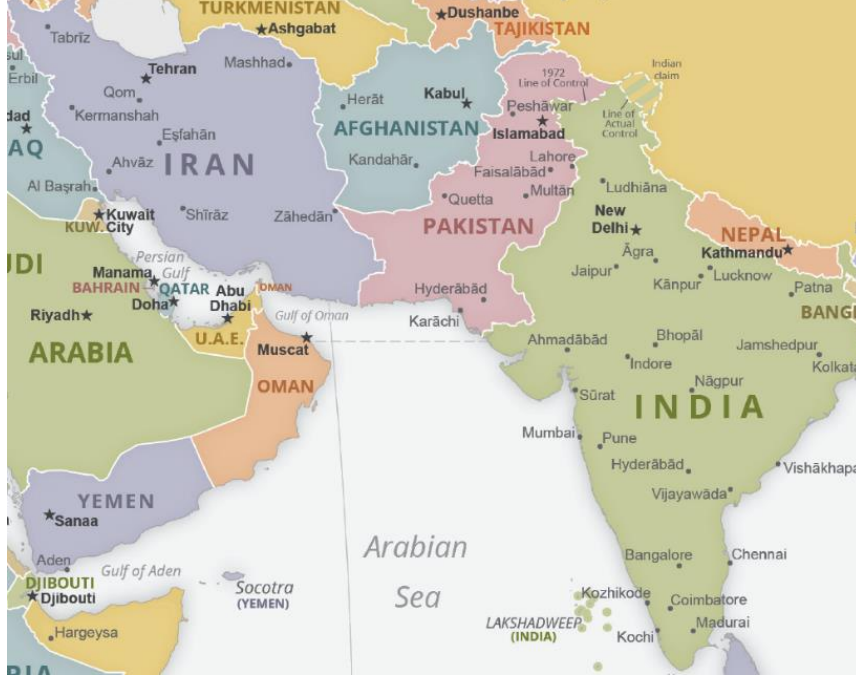 TURKMENISTAN
Ashgabat
Dushanbe
TAJIKISTAN
Tabrīz
Erbil
Tehran
Mashhad
Qom
Kermanshah
Herāt
Kabul
AFGHANISTAN
Kandahār
1972
Line of Control
Indian
claim
Line of
Actual
Control
Peshāwar
Islamabad
AQ
Eşfahān
IRAN
Ahvāz
Al Başrah
Shīrāz
Zāhedān
Lahore
Faisalābād
Quetta
Multān
PAKISTAN
Ludhiāna
New
Delhi
NEPAL
Kathmandu
Kuwait
City
KUW.
Persian
Gulf
Manama
BAHRAIN
QATAR
Doha
Abu
Dhabi
OMAN
U.A.E.
Gulf of Oman
Riyadh
ARABIA
Muscat
OMAN
Hyderābād
Karāchi
Āgra
Jaipur
Kānpur
Lucknow
Patna
Ahmadābād
Bhopāl
Indore
Jamshedpur
Nāgpur
Sūrat
INDIA
Mumbai
Pune
Hyderābād
Vijayawāda
YEMEN
Sanaa
Aden
Gulf of Aden
DJIBOUTI
Djibouti
Hargeysa
Socotra
(YEMEN)
Arabian
Sea
Bangalore
Chennai
LAKSHADWEEP
(INDIA)
Kozhikode
Coimbatore
Kochi
Madurai